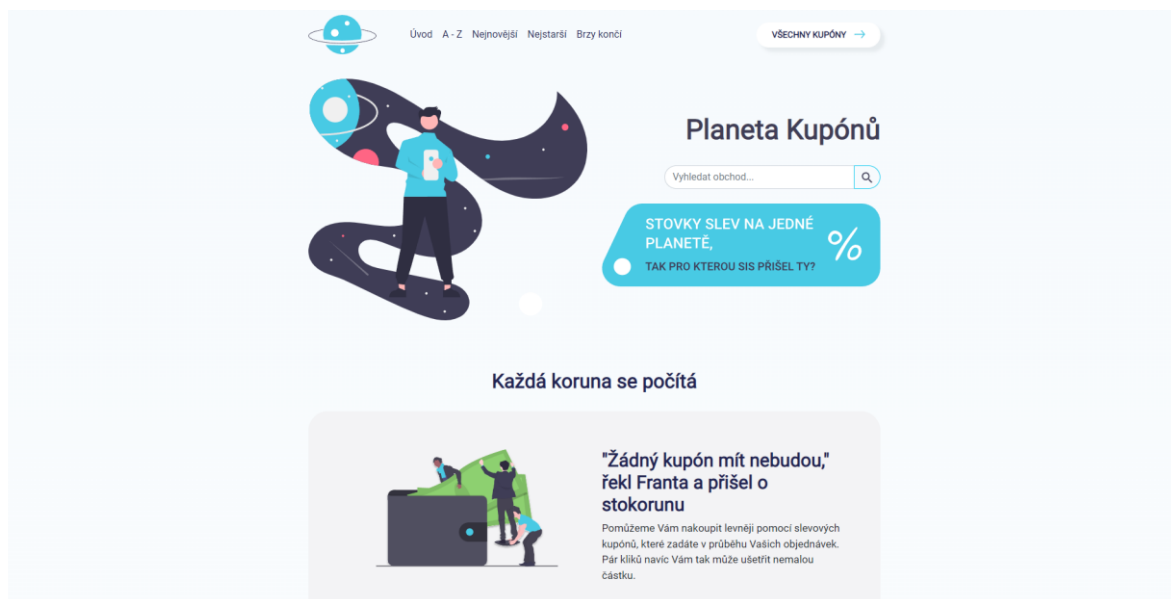 Úvod A - Z Nejnovější Nejstarší Brzy končí
VŠECHNY KUPÓNY →
Planeta Kupónů
Vyhledat obchod...
STOVKY SLEV NA JEDNÉ
PLANETĚ,
%
TAK PRO KTEROU SIS PŘIŠEL TY?
Každá koruna se počítá
"Žádný kupón mít nebudou,"
řekl Franta a přišel o
stokorunu
Pomůžeme Vám nakoupit levněji pomocí slevových
kupónů, které zadáte v průběhu Vašich objednávek.
Pár kliků navíc Vám tak může ušetřit nemalou
částku.